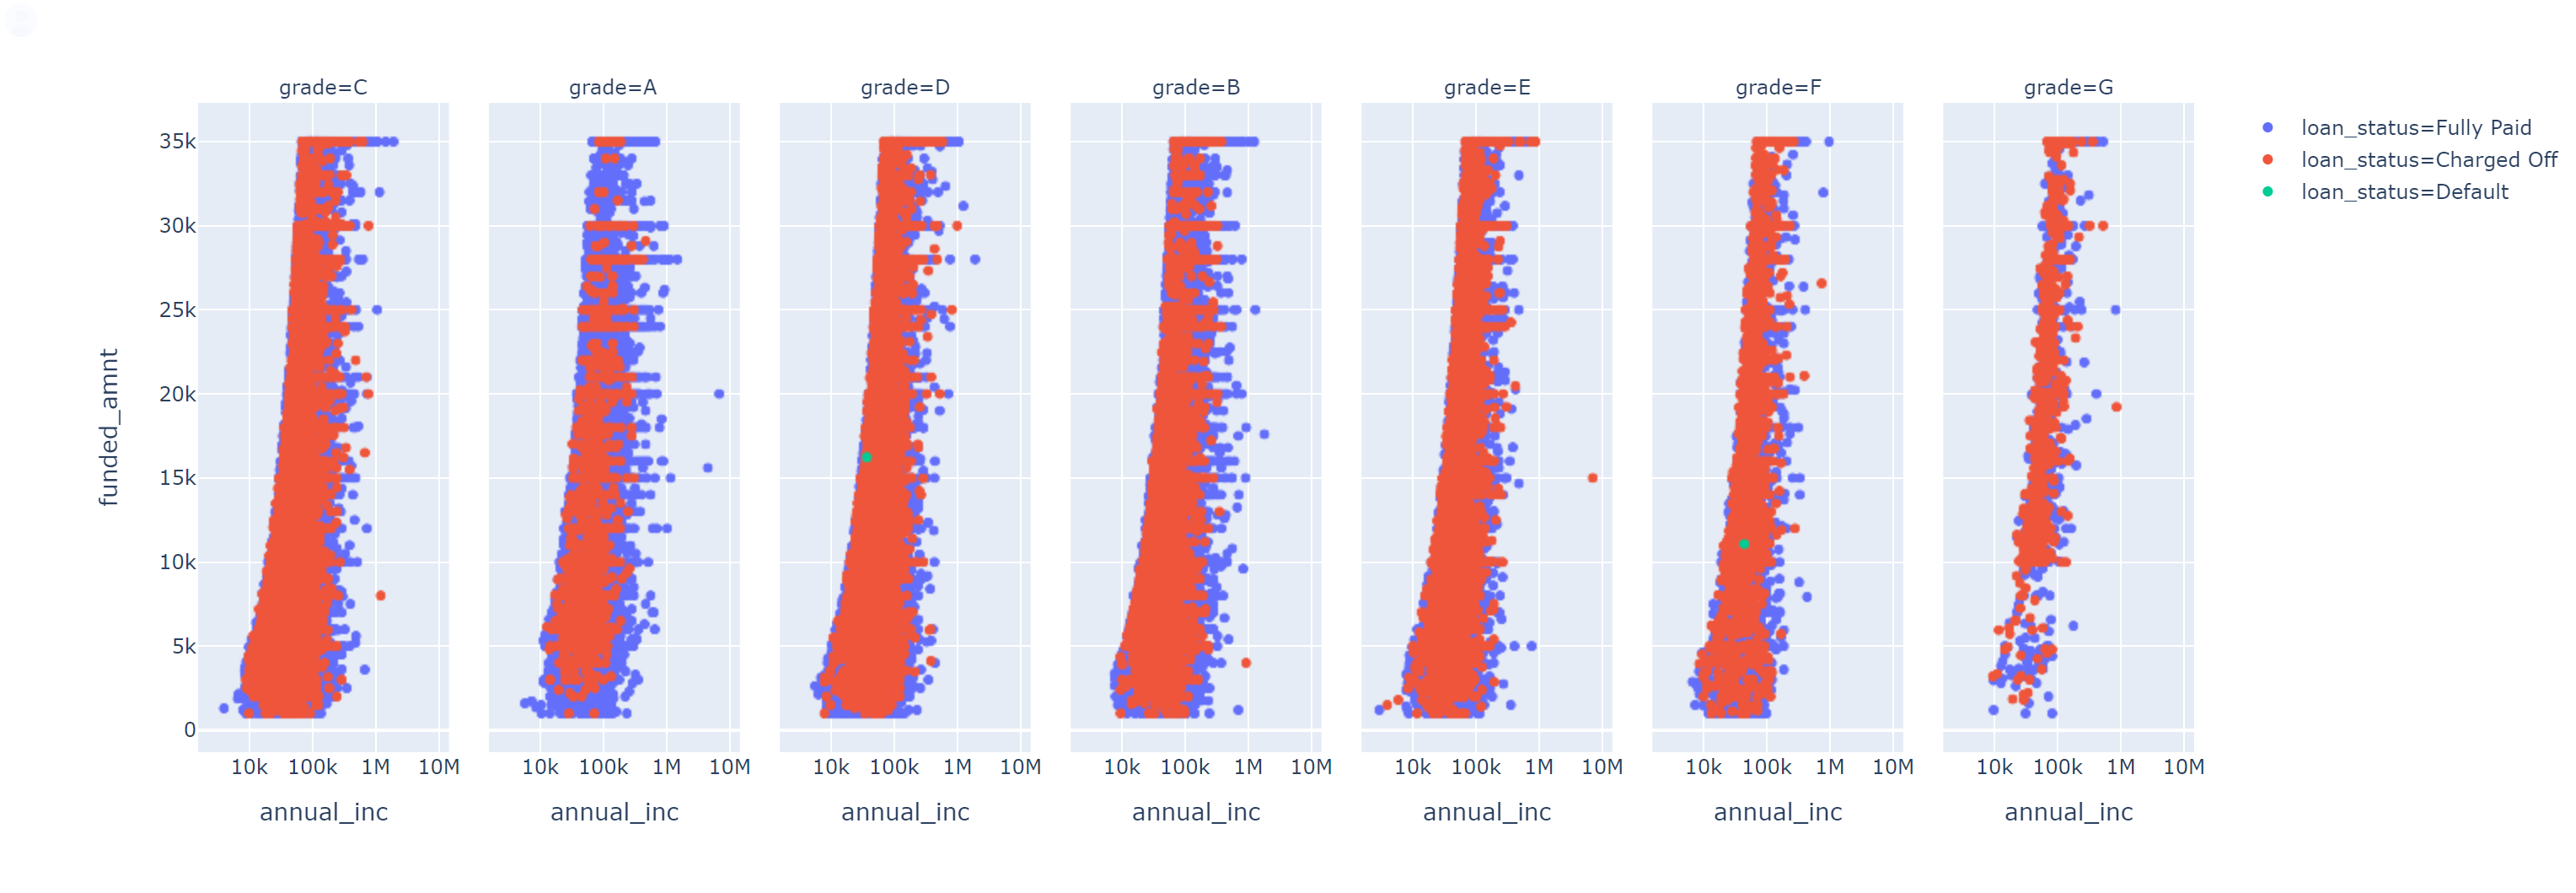 grade=C grade=A grade=D grade=B grade=E grade=F grade=G
loan_status=Fully Paid
loan_status=Charged Off
loan_status=Default
35k
30k
25k
20k
15k
10k
5k
0
funded_amnt
10k 100k 1M 10M 10k 100k 1M 10M 10k 100k 1M 10M 10k 100k 1M 10M 10k 100k 1M 10M 10k 100k 1M 10M 10k 100k 1M 10M
annual_inc annual_inc annual_inc annual_inc annual_inc annual_inc annual_inc